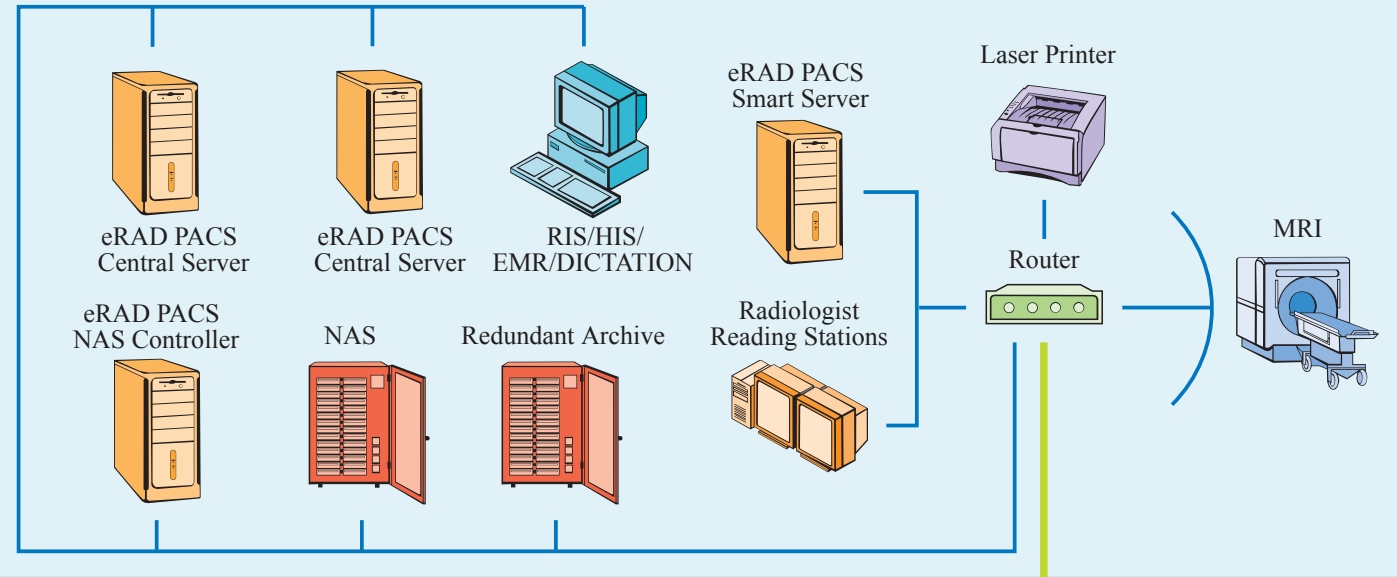 eRAD PACS
Central Server
eRAD PACS
Central Server
RIS/HIS/
EMR/DICTATION
eRAD PACS
Smart Server
Laser Printer
Router
MRI
eRAD PACS
NAS Controller
NAS
Redundant Archive
Radiologist
Reading Stations